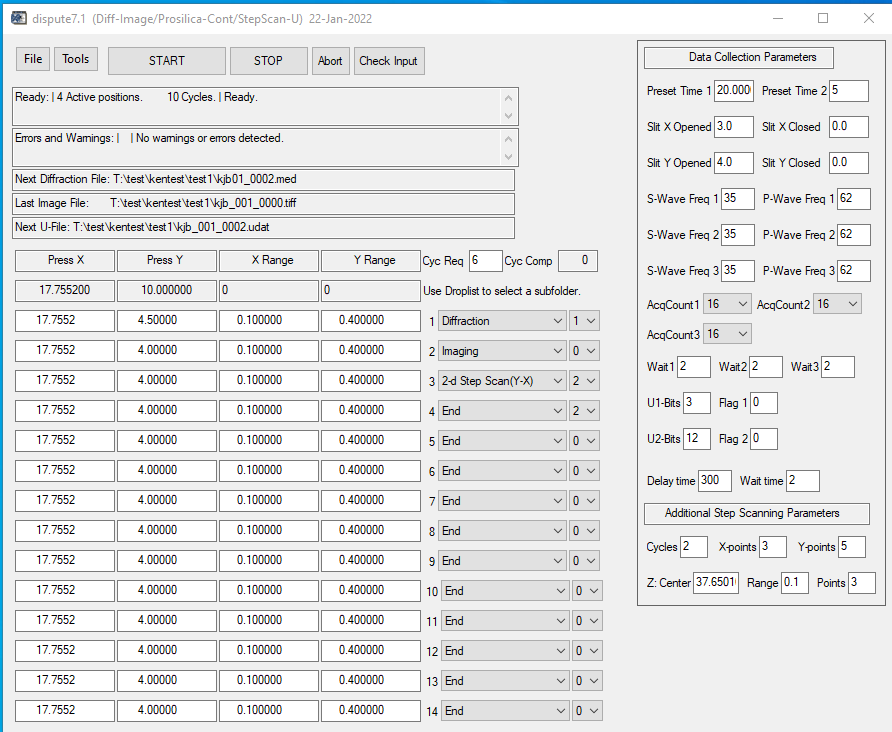 dispute7.1 (Diff-Image/Prosilica-Cont/StepScan-U) 22-Jan-2022
File Tools START STOP Abort Check Input
Ready: | 4 Active positions. 10 Cycles. | Ready.
Errors and Warnings: | | No warnings or errors detected.
Next Diffraction File: T:\test\kentest\test1\kjb01_0002.med
Last Image File: T:\test\kentest\test1\kjb_001_0000.tiff
Next U-File: T:\test\kentest\test1\kjb_001_0002.udat
Press X Press Y X Range Y Range Cyc Req 6 Cyc Comp 0
17.755200 10.000000 0 0 Use Droplist to select a subfolder.
17.7552 4.50000 0.100000 0.400000 1 Diffraction 1
17.7552 4.00000 0.100000 0.400000 2 Imaging 0
17.7552 4.00000 0.100000 0.400000 3 2-d Step Scan(Y-X) 2
17.7552 4.00000 0.100000 0.400000 4 End 2
17.7552 4.00000 0.100000 0.400000 5 End 0
17.7552 4.00000 0.100000 0.400000 6 End 0
17.7552 4.00000 0.100000 0.400000 7 End 0
17.7552 4.00000 0.100000 0.400000 8 End 0
17.7552 4.00000 0.100000 0.400000 9 End 0
17.7552 4.00000 0.100000 0.400000 10 End 0
17.7552 4.00000 0.100000 0.400000 11 End 0
17.7552 4.00000 0.100000 0.400000 12 End 0
17.7552 4.00000 0.100000 0.400000 13 End 0
17.7552 4.00000 0.100000 0.400000 14 End 0
Data Collection Parameters
Preset Time 1 20.000 Preset Time 2 5
Slit X Opened 3.0 Slit X Closed 0.0
Slit Y Opened 4.0 Slit Y Closed 0.0
S-Wave Freq 1 35 P-Wave Freq 1 62
S-Wave Freq 2 35 P-Wave Freq 2 62
S-Wave Freq 3 35 P-Wave Freq 3 62
AcqCount1 16 AcqCount2 16
AcqCount3 16
Wait1 2 Wait2 2 Wait3 2
U1-Bits 3 Flag 1 0
U2-Bits 12 Flag 2 0
Delay time 300 Wait time 2
Additional Step Scanning Parameters
Cycles 2 X-points 3 Y-points 5
Z: Center 37.6501 Range 0.1 Points 3